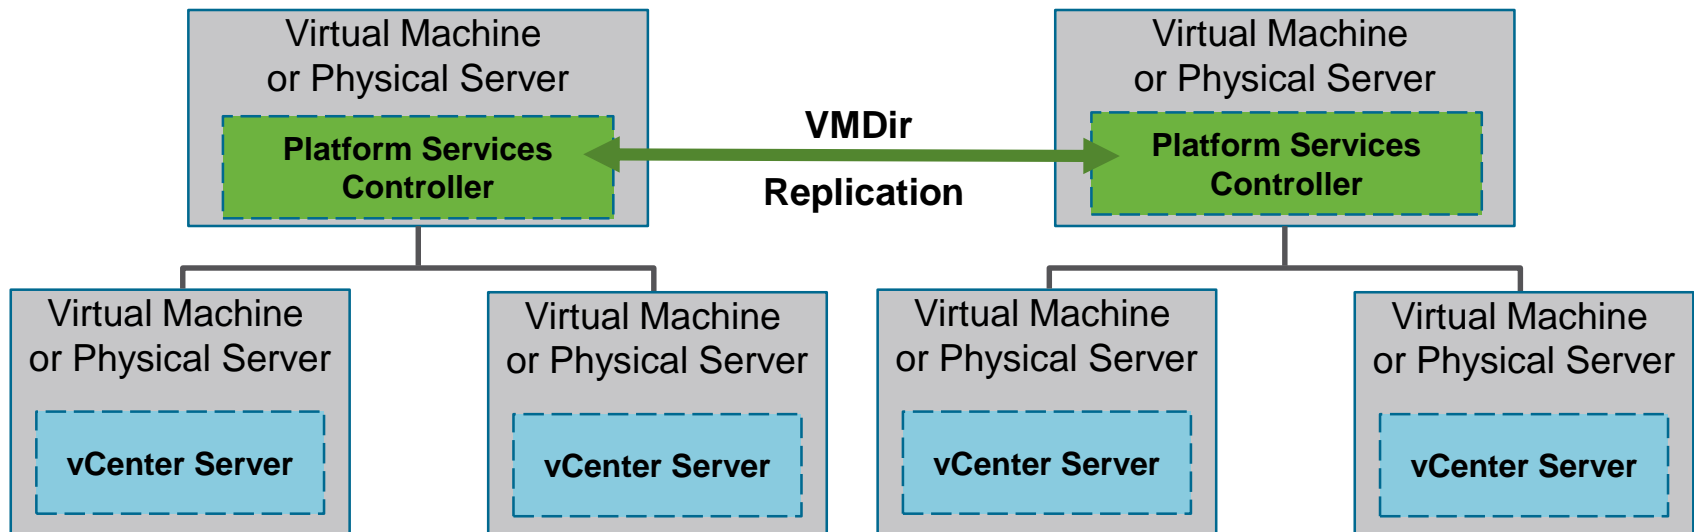 Virtual Machine
or Physical Server
Platform Services
Controller
VMDir
Replication
Virtual Machine
or Physical Server
Platform Services
Controller
Virtual Machine
or Physical Server
vCenter Server
Virtual Machine
or Physical Server
vCenter Server
Virtual Machine
or Physical Server
vCenter Server
Virtual Machine
or Physical Server
vCenter Server